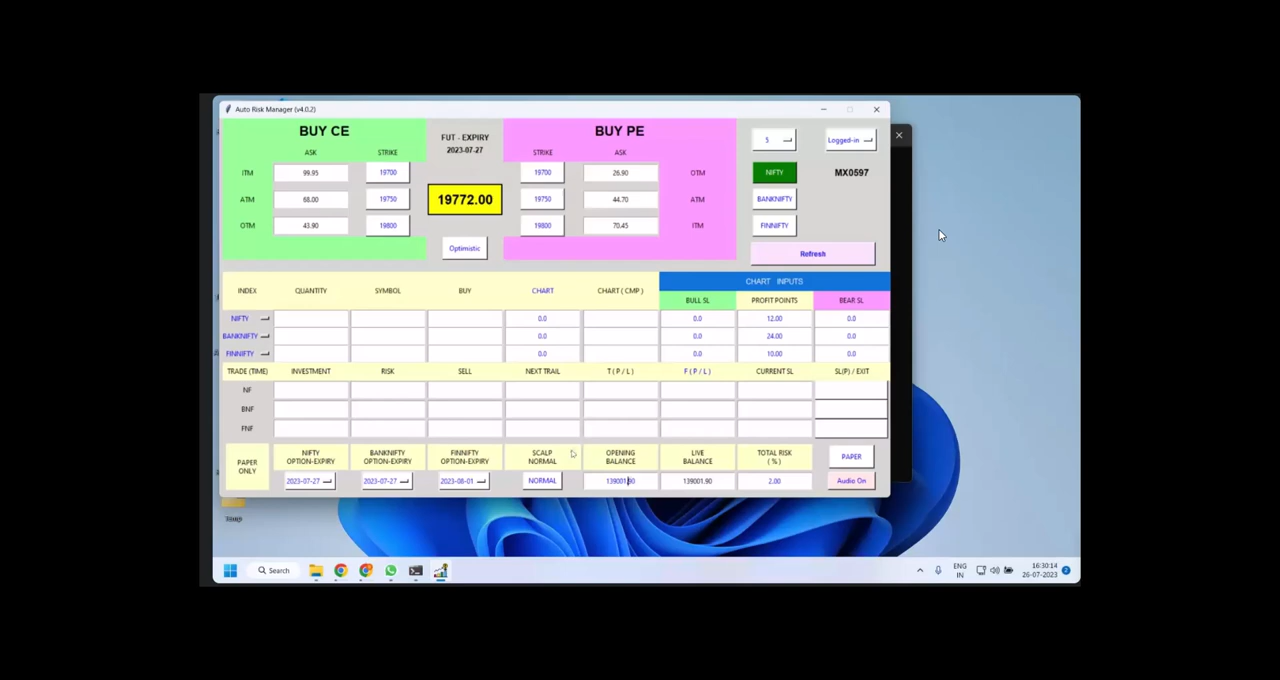 Auto Risk Manager (v4.0.2)
BUY CE
FUT - EXPIRY
2023-07-27
BUY PE
5
Logged-in
ASK STRIKE STRIKE ASK
ITM 99.95 19700 19700 26.90 OTM NIFTY MX0597
ATM 68.00 19750 19772.00 19750 44.70 ATM BANKNIFTY
OTM 43.90 19800 19800 70.45 ITM FINNIFTY
Optimistic
Refresh
CHART INPUTS
INDEX QUANTITY SYMBOL BUY CHART CHART ( CMP ) BULL SL PROFIT POINTS BEAR SL
NIFTY 0.0 0.0 12.00 0.0
BANKNIFTY 0.0 0.0 24.00 0.0
FINNIFTY 0.0 0.0 10.00 0.0
TRADE (TIME) INVESTMENT RISK SELL NEXT TRAIL T ( P / L ) F ( P / L ) CURRENT SL SL(P) / EXIT
NF
BNF
FNF
PAPER
ONLY
NIFTY
OPTION-EXPIRY
BANKNIFTY
OPTION-EXPIRY
FINNIFTY
OPTION-EXPIRY
SCALP
NORMAL
OPENING
BALANCE
LIVE
BALANCE
TOTAL RISK
( % )
PAPER
2023-07-27 2023-07-27 2023-08-01 NORMAL 139001.90 139001.90 2.00 Audio On
Search
ENG
IN
16:30:14
26-07-2023
2